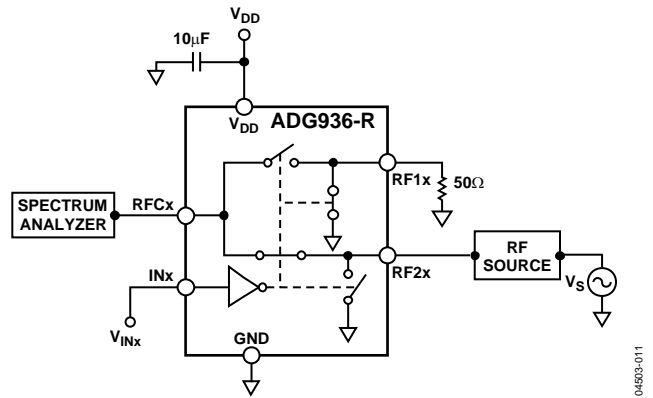 V_DD
10µF
ADG936-R
V_DD
RF1x
50Ω
SPECTRUM
ANALYZER
RFCx
RF2x
RF
SOURCE
V_S
INx
V_INx
GND
04503-011